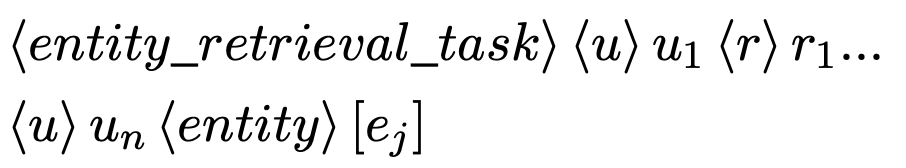 ⟨entity_retrieval_task⟩ ⟨u⟩ u₁ ⟨r⟩ r₁...
⟨u⟩ uₙ ⟨entity⟩ [eⱼ]